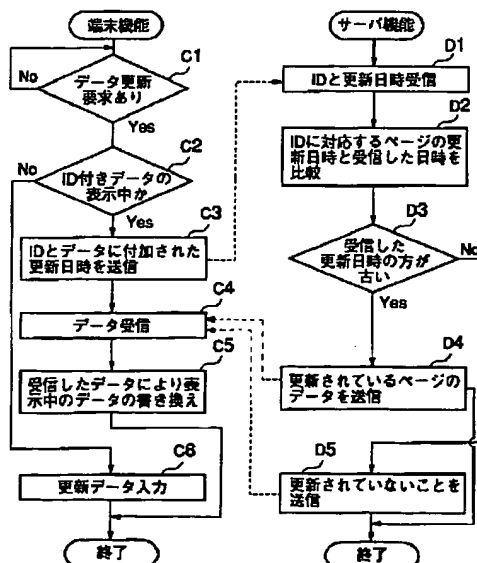 端末機能
C1
No
データ更新
要求あり
Yes
C2
No
ID付きデータの
表示中か
Yes
C3
IDとデータに付加された
更新日時を送信
C4
データ受信
C5
受信したデータにより表
示中のデータの書き換え
C6
更新データ入力
終了
サーバ機能
D1
IDと更新日時受信
D2
IDに対応するページの更
新日時と受信した日時を
比較
D3
受信した
更新日時の方が
古い
No
Yes
D4
更新されているページの
データを送信
D5
更新されていないことを
送信
終了